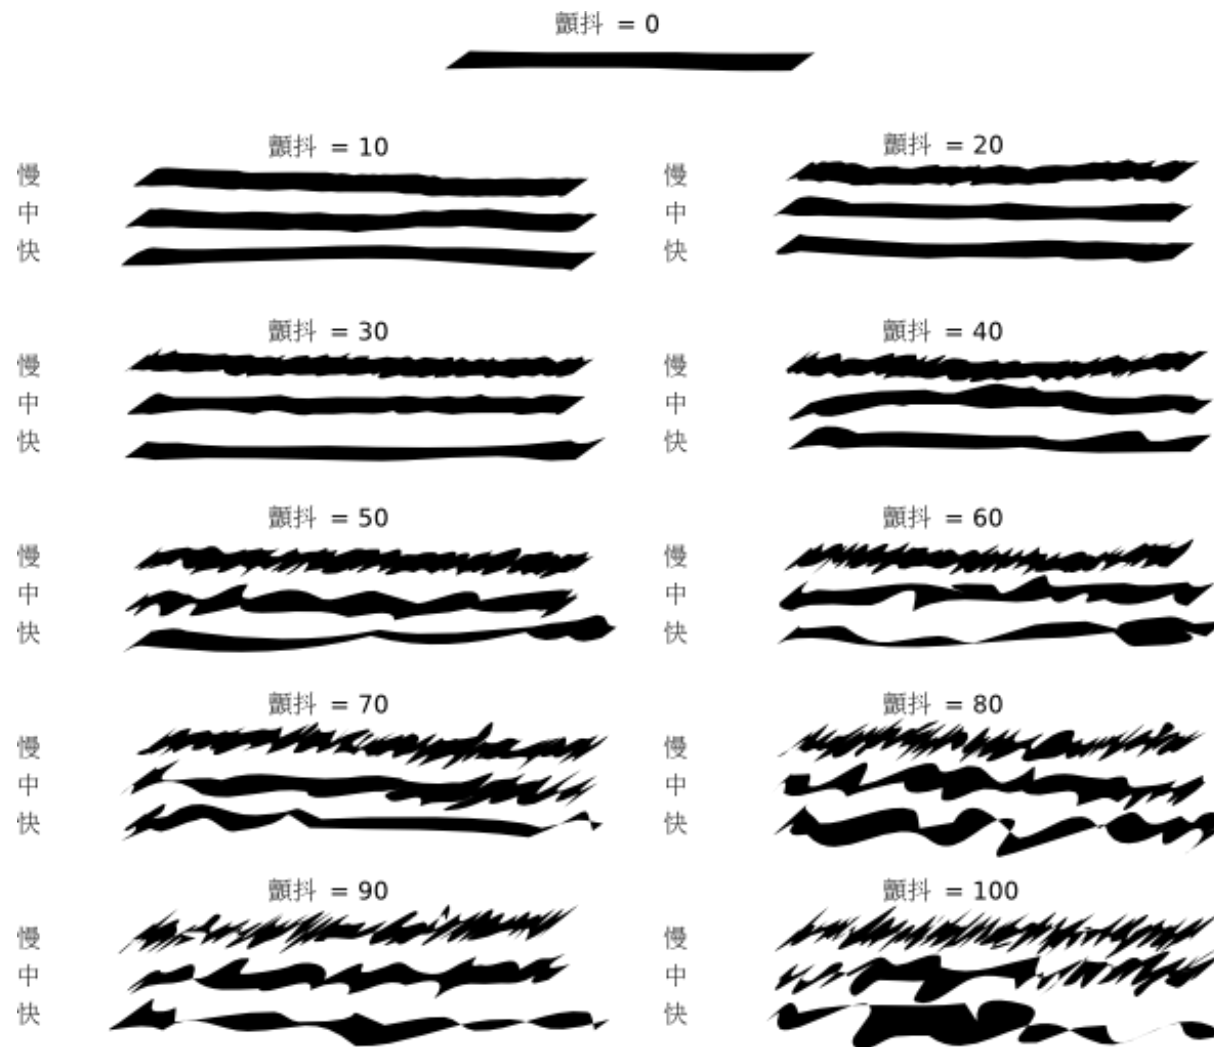 顫抖 = 0
顫抖 = 10
慢
中
快
顫抖 = 20
慢
中
快
顫抖 = 30
慢
中
快
顫抖 = 40
慢
中
快
顫抖 = 50
慢
中
快
顫抖 = 60
慢
中
快
顫抖 = 70
慢
中
快
顫抖 = 80
慢
中
快
顫抖 = 90
慢
中
快
顫抖 = 100
慢
中
快